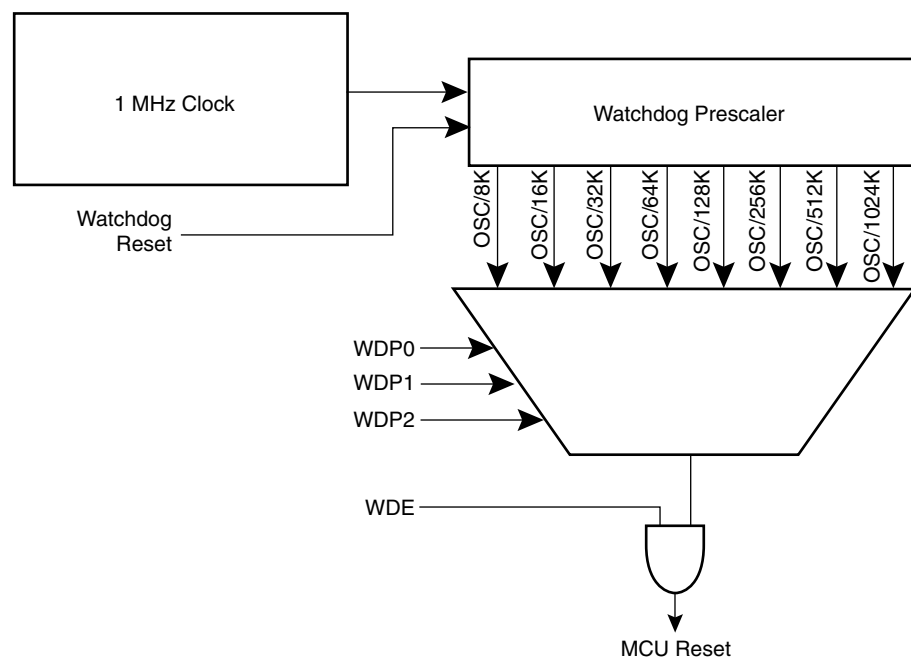 1 MHz Clock
Watchdog Prescaler
Watchdog
Reset
OSC/8K
OSC/16K
OSC/32K
OSC/64K
OSC/128K
OSC/256K
OSC/512K
OSC/1024K
WDP0
WDP1
WDP2
WDE
MCU Reset